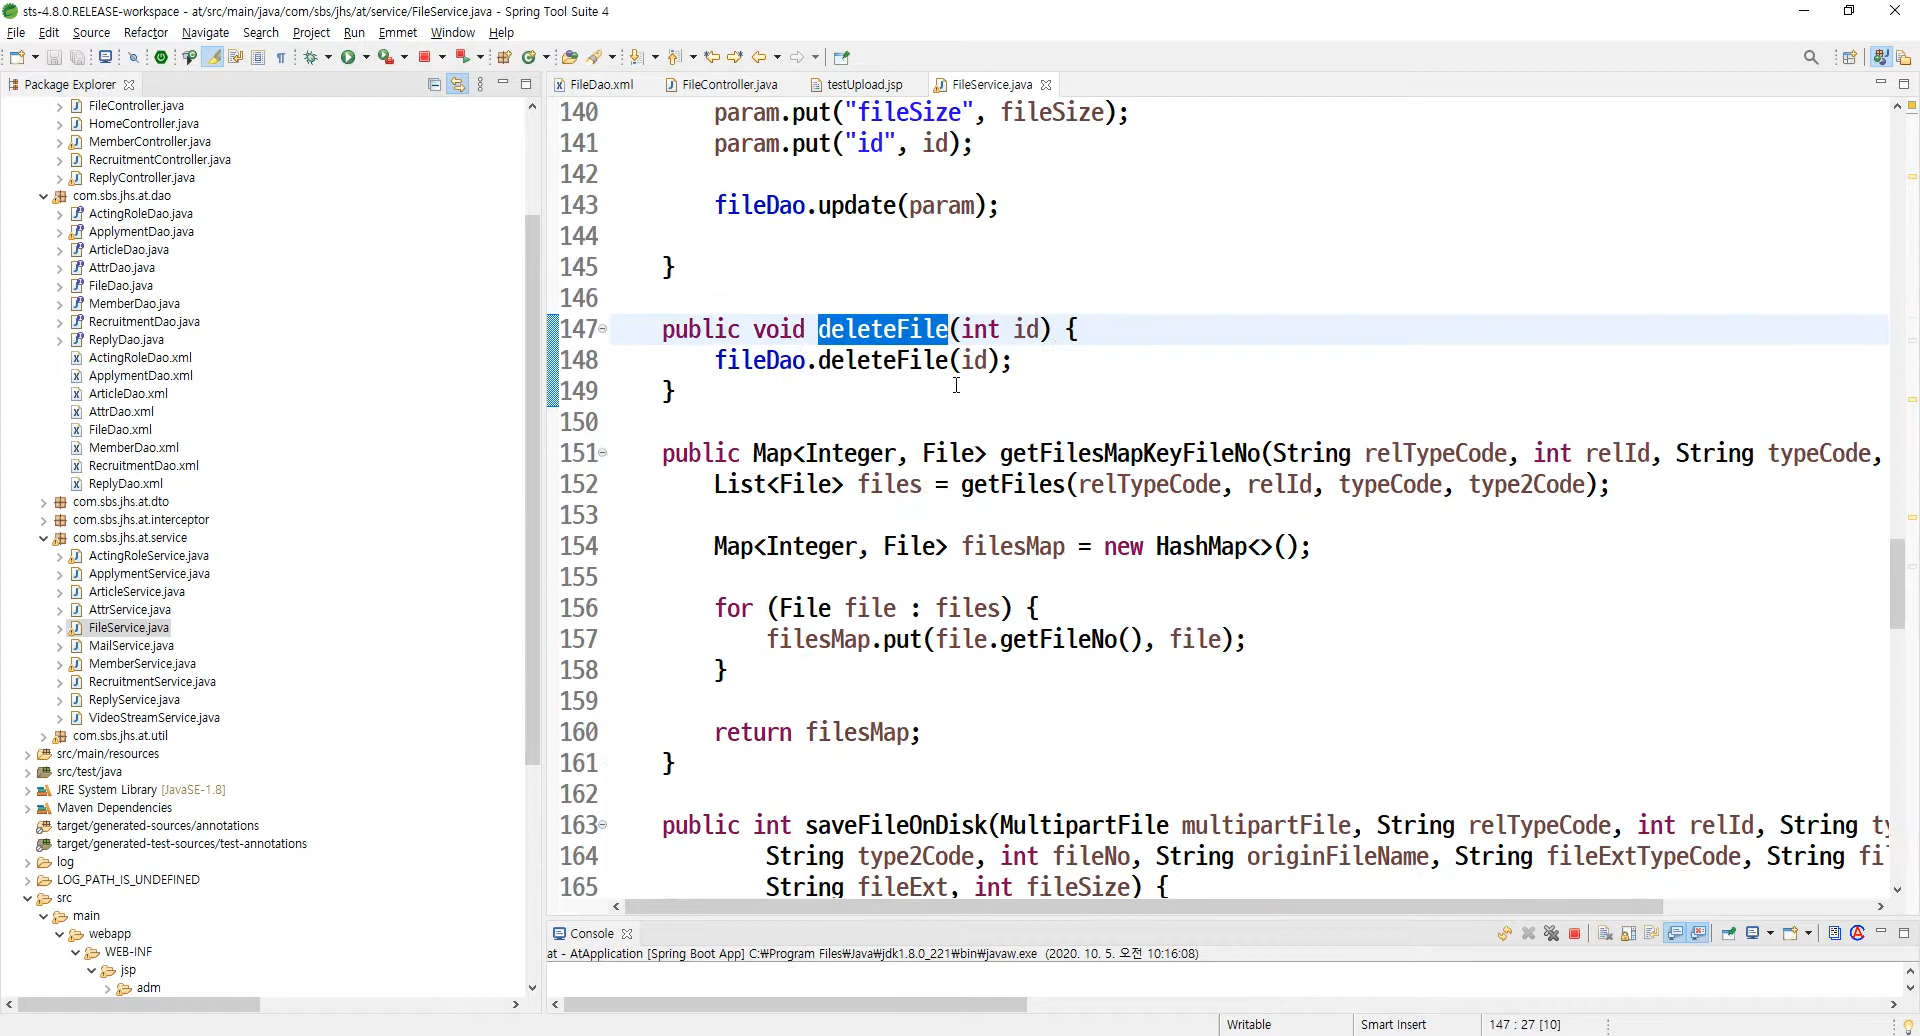 sts-4.8.0.RELEASE-workspace - at/src/main/java/com/sbs/jhs/at/service/FileService.java - Spring Tool Suite 4
File Edit Source Refactor Navigate Search Project Run Emmet Window Help
Package Explorer
FileController.java
HomeController.java
MemberController.java
RecruitmentController.java
ReplyController.java
com.sbs.jhs.at.dao
ActingRoleDao.java
ApplymentDao.java
ArticleDao.java
AttrDao.java
FileDao.java
MemberDao.java
RecruitmentDao.java
ReplyDao.java
ActingRoleDao.xml
ApplymentDao.xml
ArticleDao.xml
AttrDao.xml
FileDao.xml
MemberDao.xml
RecruitmentDao.xml
ReplyDao.xml
com.sbs.jhs.at.dto
com.sbs.jhs.at.interceptor
com.sbs.jhs.at.service
ActingRoleService.java
ApplymentService.java
ArticleService.java
AttrService.java
FileService.java
MailService.java
MemberService.java
RecruitmentService.java
ReplyService.java
VideoStreamService.java
com.sbs.jhs.at.util
src/main/resources
src/test/java
JRE System Library [JavaSE-1.8]
Maven Dependencies
target/generated-sources/annotations
target/generated-test-sources/test-annotations
log
LOG_PATH_IS_UNDEFINED
src
main
webapp
WEB-INF
jsp
adm
FileDao.xml FileController.java testUpload.jsp FileService.java
140 param.put("fileSize", fileSize);
141 param.put("id", id);
142
143 fileDao.update(param);
144
145 }
146
147 public void deleteFile(int id) {
148 fileDao.deleteFile(id);
149 }
150
151 public Map<Integer, File> getFilesMapKeyFileNo(String relTypeCode, int relId, String typeCode,
152 List<File> files = getFiles(relTypeCode, relId, typeCode, type2Code);
153
154 Map<Integer, File> filesMap = new HashMap<>();
155
156 for (File file : files) {
157 filesMap.put(file.getFileNo(), file);
158 }
159
160 return filesMap;
161 }
162
163 public int saveFileOnDisk(MultipartFile multipartFile, String relTypeCode, int relId, String ty
164 String type2Code, int fileNo, String originFileName, String fileExtTypeCode, String fil
165 String fileExt, int fileSize) {
Console
at - AtApplication [Spring Boot App] C:₩Program Files₩Java₩jdk1.8.0_221₩bin₩javaw.exe (2020. 10. 5. 오전 10:16:08)
Writable Smart Insert 147 : 27 [10]